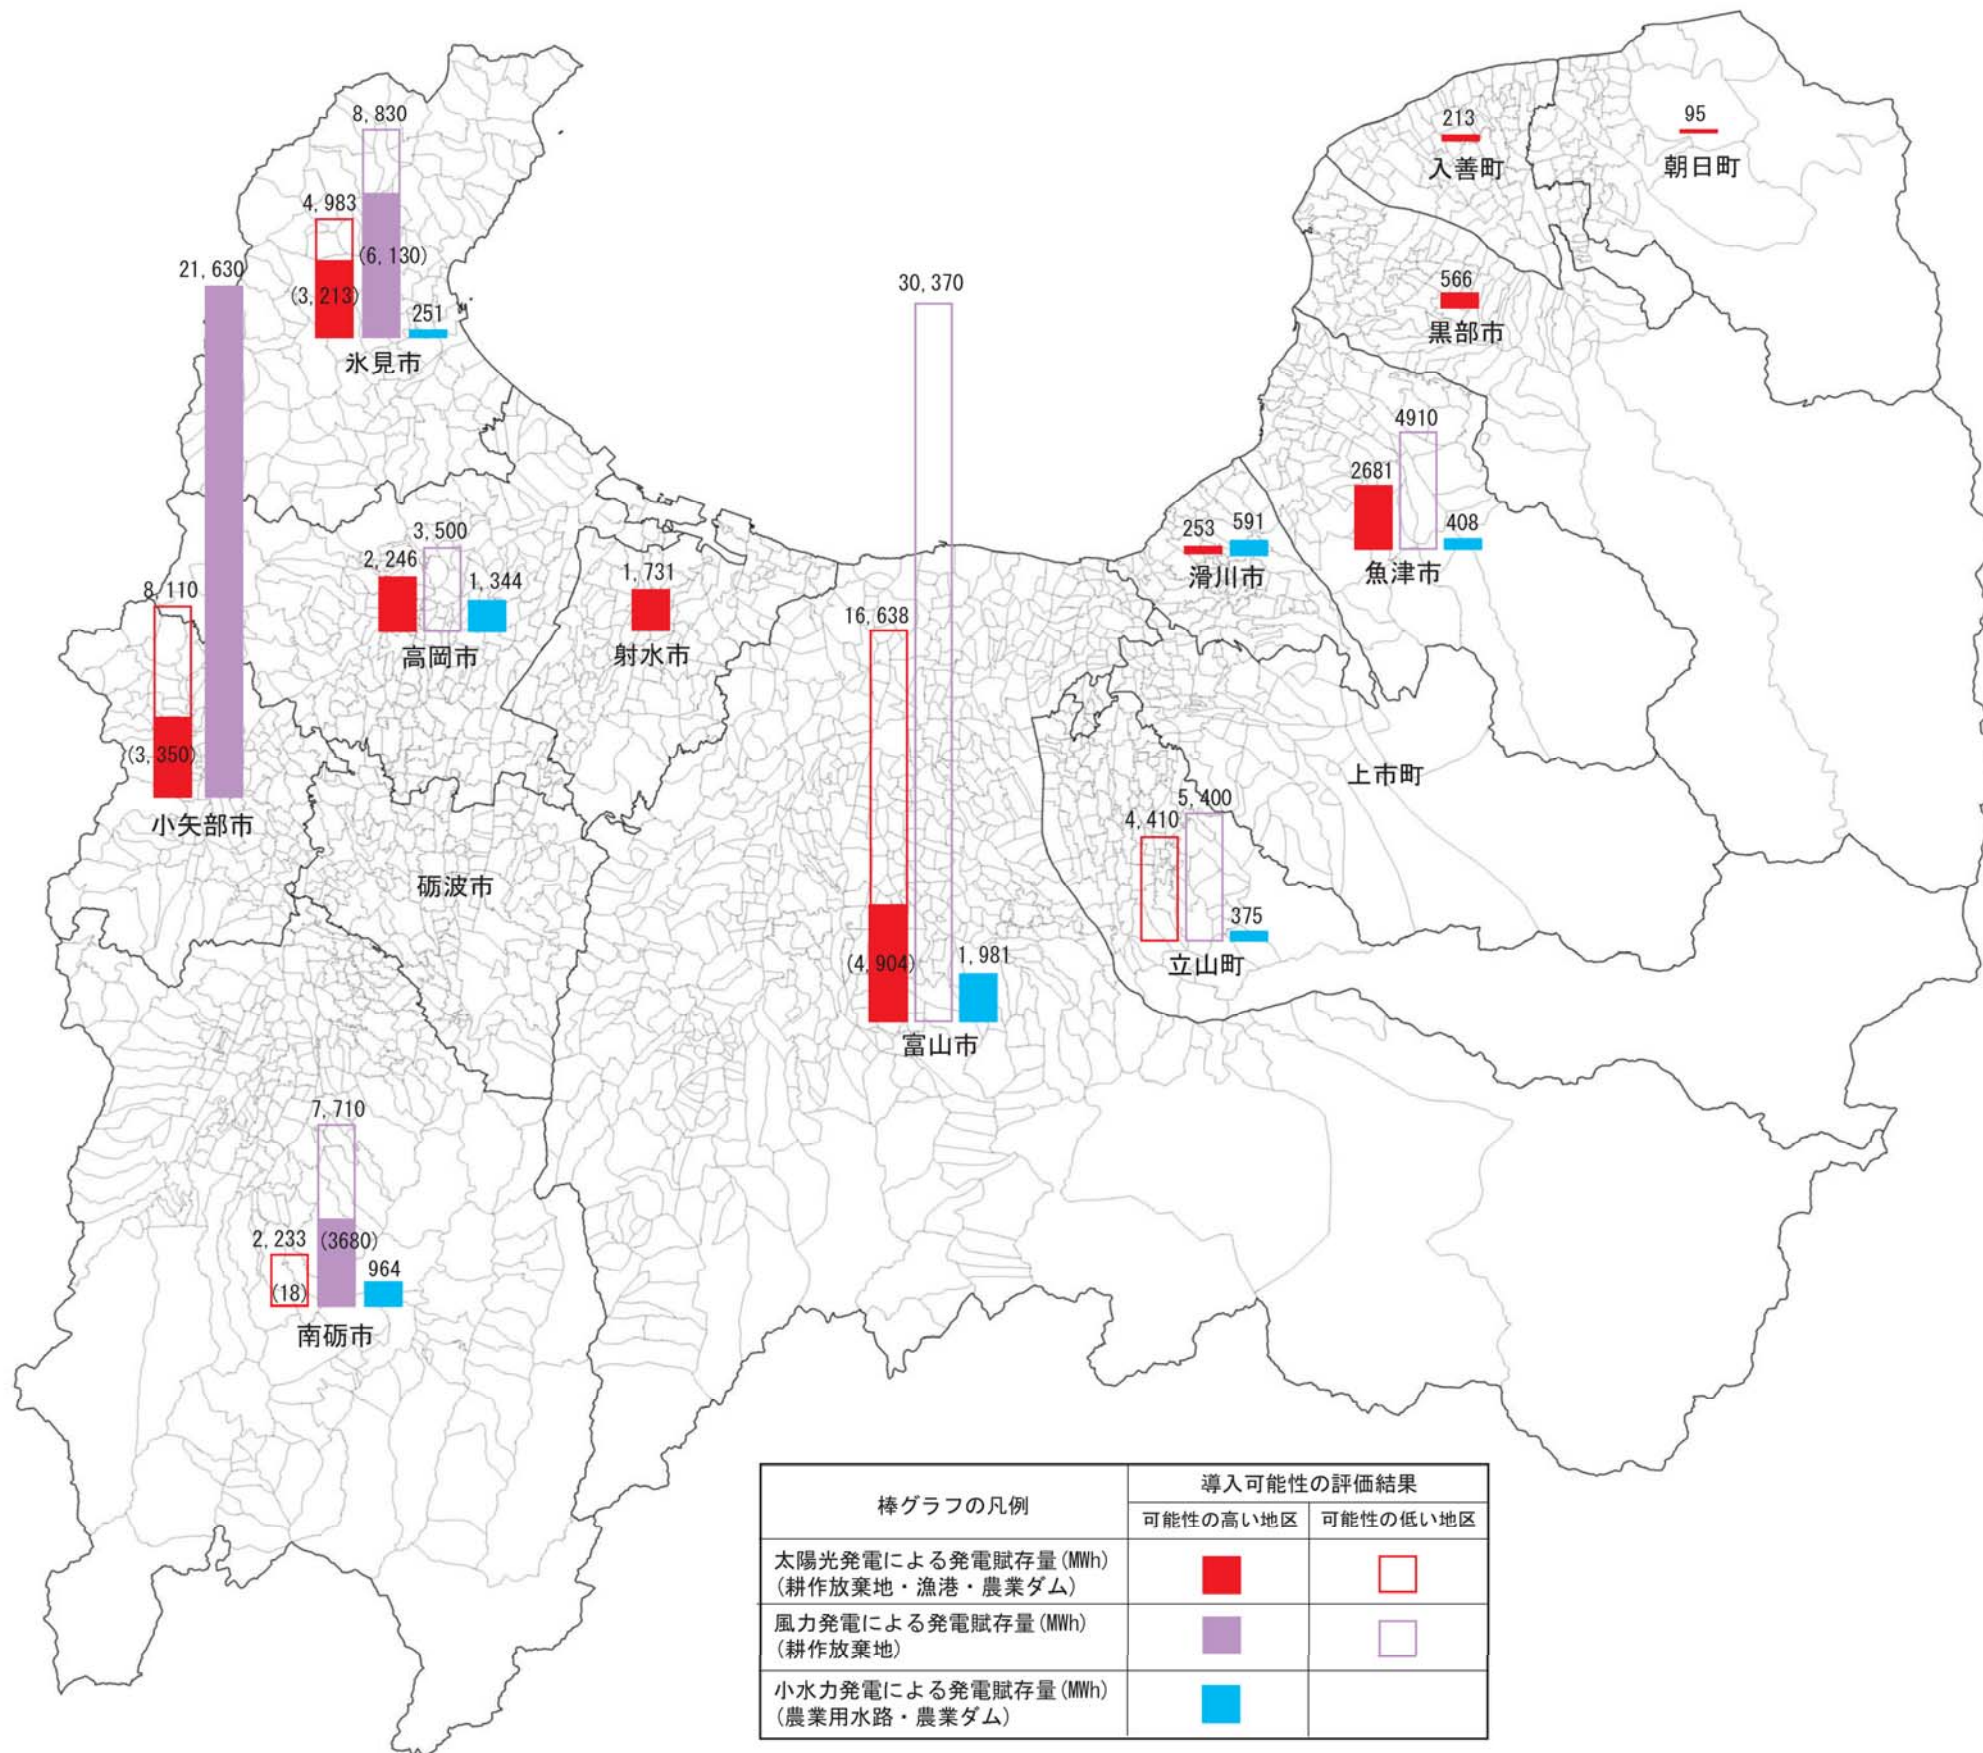 8,830
4,983
(6,130)
(3,213)
251
氷見市
21,630
8,110
(3,350)
小矢部市
2,246
3,500
1,344
高岡市
1,731
射水市
砺波市
7,710
2,233
(3680)
(18)
964
南砺市
30,370
16,638
(4,904)
1,981
富山市
213
入善町
95
朝日町
566
黒部市
4910
2681
408
魚津市
253
591
滑川市
上市町
5,400
4,410
375
立山町
棒グラフの凡例
導入可能性の評価結果
可能性の高い地区
可能性の低い地区
太陽光発電による発電賦存量(MWh)
(耕作放棄地・漁港・農業ダム)
風力発電による発電賦存量(MWh)
(耕作放棄地)
小水力発電による発電賦存量(MWh)
(農業用水路・農業ダム)